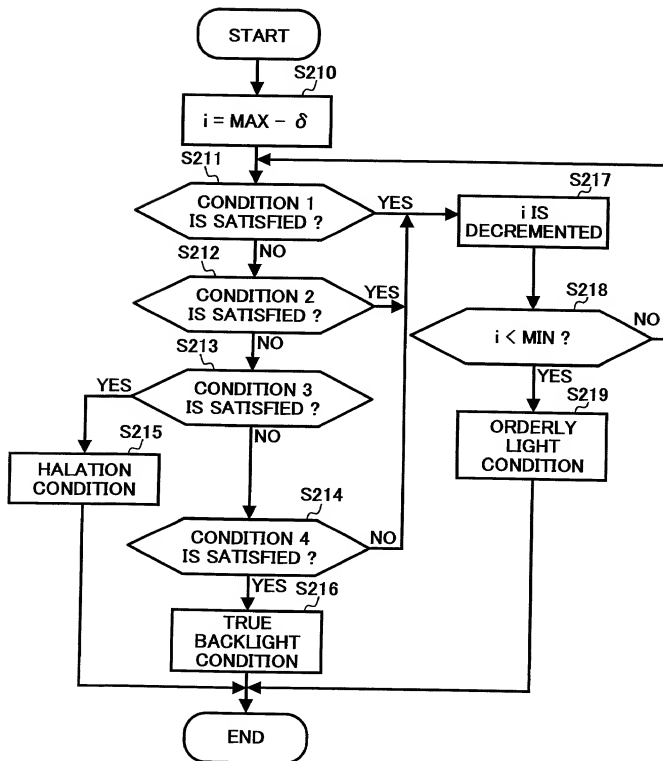 START
S210
i = MAX - δ
S211
CONDITION 1
IS SATISFIED ?
YES
NO
S217
i IS
DECREMENTED
S212
CONDITION 2
IS SATISFIED ?
YES
NO
S218
i < MIN ?
NO
YES
S213
CONDITION 3
IS SATISFIED ?
YES
NO
S219
ORDERLY
LIGHT
CONDITION
S215
HALATION
CONDITION
S214
CONDITION 4
IS SATISFIED ?
NO
YES
S216
TRUE
BACKLIGHT
CONDITION
END